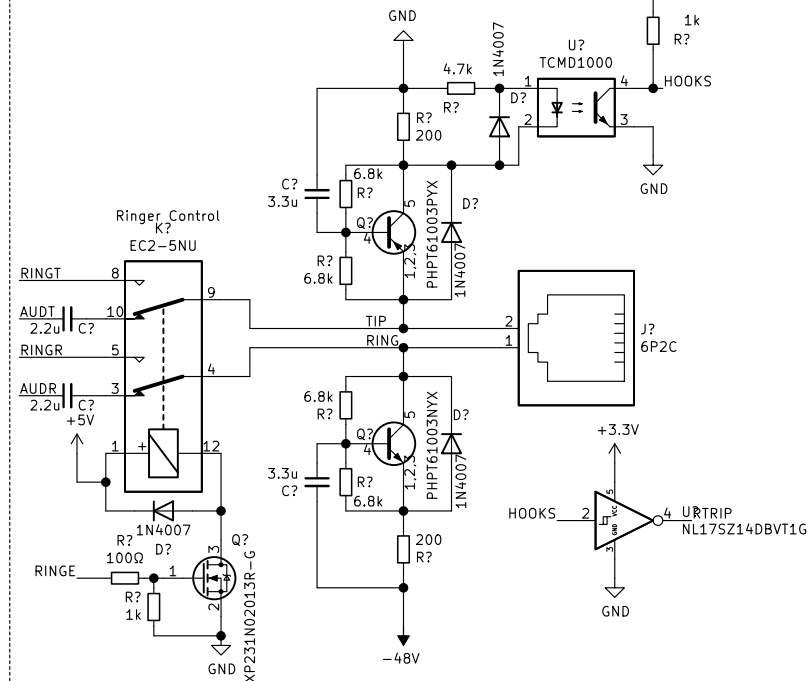 GND
1k
R?
1N4007
U?
TCMD1000
4.7k
R?
D?
1
4
HOOKS
2
3
R?
200
GND
6.8k
R?
C?
3.3u
5
Q?
4
PHPT61003PYX
D?
1N4007
R?
6.8k
1,2,3
Ringer Control
K?
EC2-5NU
RINGT
8
9
AUDT
10
2.2u
C?
RINGR
5
4
AUDR
3
2.2u
C?
+5V
1
+
12
TIP
2
RING
1
J?
6P2C
6.8k
R?
5
Q?
4
PHPT61003NYX
D?
1N4007
3.3u
C?
R?
6.8k
1,2,3
200
R?
-48V
1N4007
D?
R?
100Ω
RINGE
1
3
Q?
R?
1k
2
XP231N02013R-G
GND
+3.3V
5
VCC
HOOKS
2
4
U?
RTRIP
NL17SZ14DBVT1G
GND
3
GND